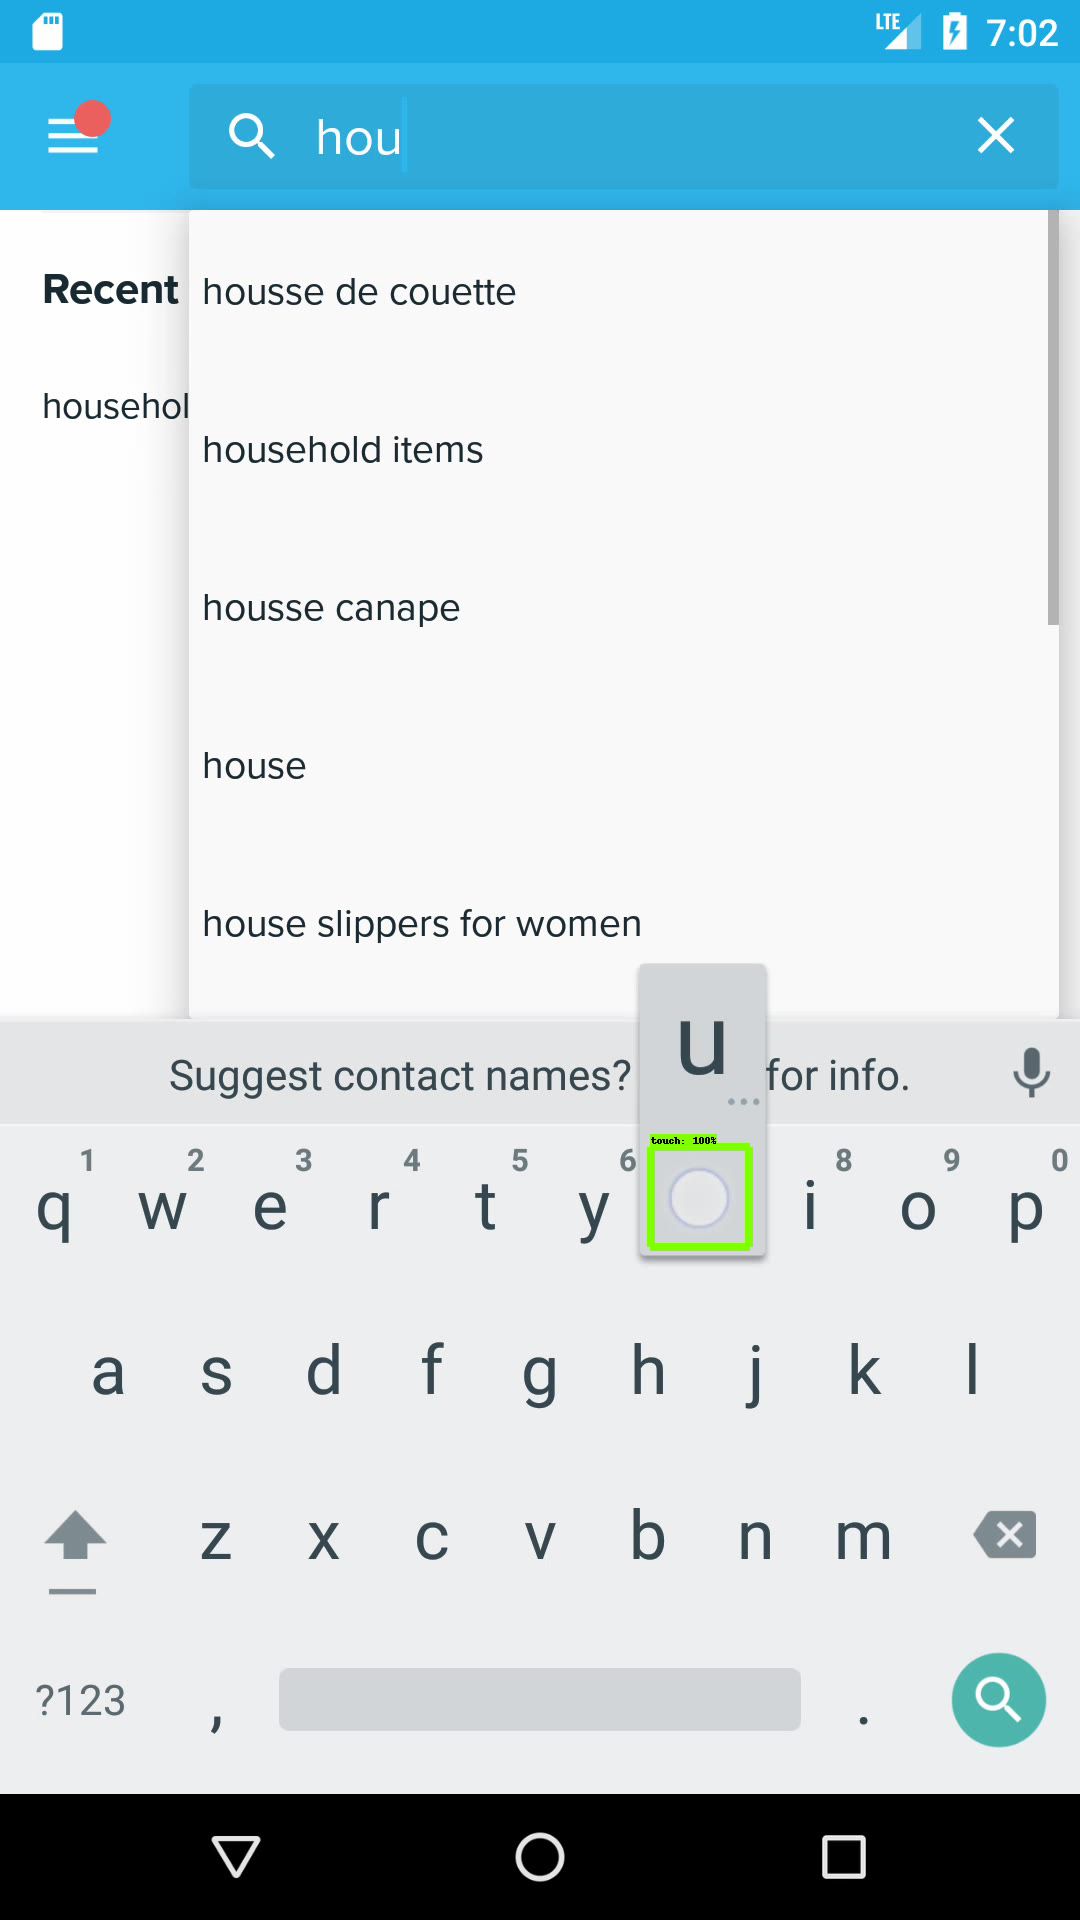 LTE 7:02
hou
Recent
househol
housse de couette
household items
housse canape
house
house slippers for women
u
...
Suggest contact names? for info.
touch: 100%
1 2 3 4 5 6 8 9 0
q w e r t y i o p
a s d f g h j k l
z x c v b n m
?123 , .